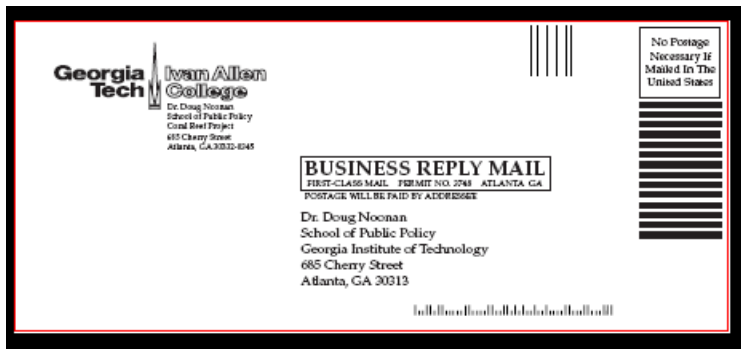 Georgia
Tech
Ivan Allen
College
Dr. Doug Noonan
School of Public Policy
Coral Reef Project
685 Cherry Street
Atlanta, GA 30332-0345
No Postage
Necessary If
Mailed In The
United States
BUSINESS REPLY MAIL
FIRST-CLASS MAIL PERMIT NO. 3748 ATLANTA GA
POSTAGE WILL BE PAID BY ADDRESSEE
Dr. Doug Noonan
School of Public Policy
Georgia Institute of Technology
685 Cherry Street
Atlanta, GA 30313